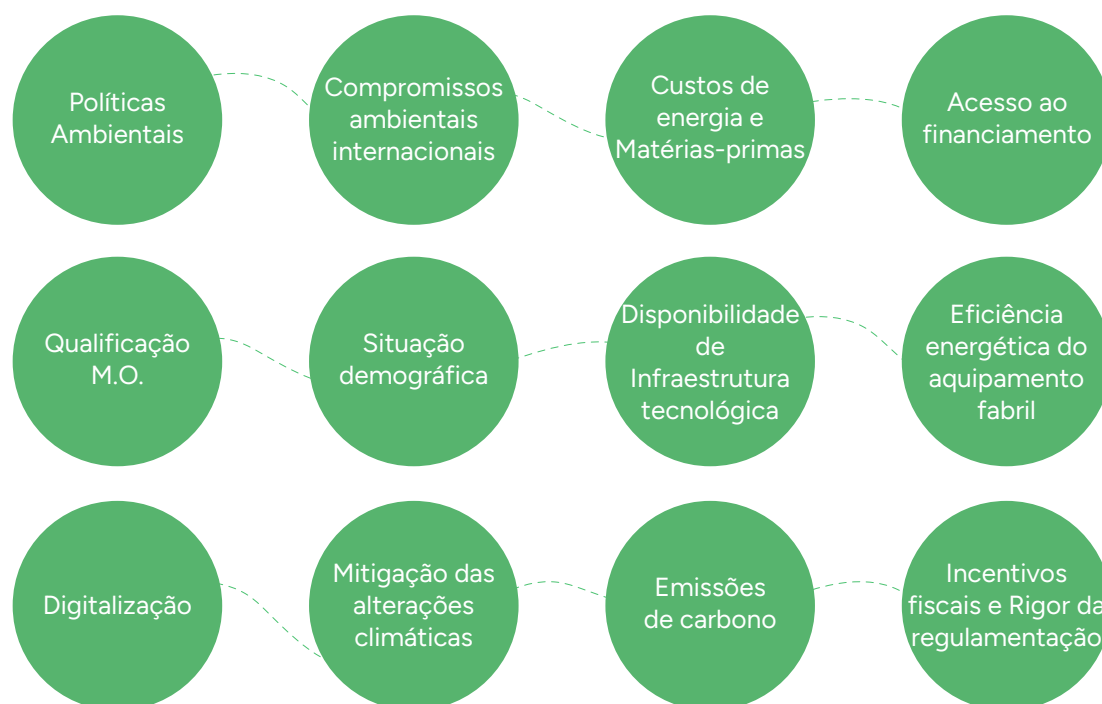 Políticas
Ambientais
Compromissos
ambientais
internacionais
Custos de
energia e
Matérias-primas
Acesso ao
financiamento
Qualificação
M.O.
Situação
demográfica
Disponibilidade
de
Infraestrutura
tecnológica
Eficiência
energética do
aquipamento
fabril
Digitalização
Mitigação das
alterações
climáticas
Emissões
de carbono
Incentivos
fiscais e Rigor da
regulamentação